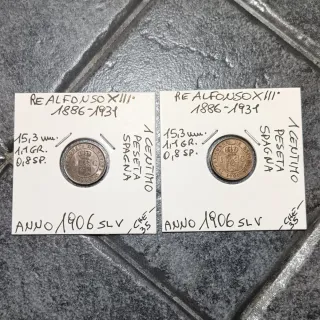 RE ALFONSO XIII°
1886-1931
15,3 mm.
1,1 GR.
0,8 SP.
1 CENTIMO
PESETA
SPAGNA
ANNO 1906 SLV
RE ALFONSO XIII°
1886-1931
15,3 mm.
1,1 GR.
0,8 SP.
1 CENTIMO
PESETA
SPAGNA
ANNO 1906 SLV